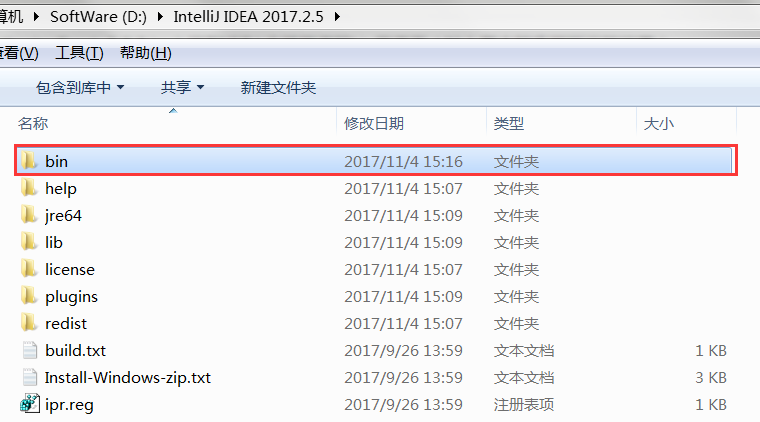 算机 ▸ SoftWare (D:) ▸ IntelliJ IDEA 2017.2.5 ▸
查看(V) 工具(T) 帮助(H)
包含到库中 共享 新建文件夹
名称 修改日期 类型 大小
bin 2017/11/4 15:16 文件夹
help 2017/11/4 15:07 文件夹
jre64 2017/11/4 15:09 文件夹
lib 2017/11/4 15:09 文件夹
license 2017/11/4 15:07 文件夹
plugins 2017/11/4 15:09 文件夹
redist 2017/11/4 15:07 文件夹
build.txt 2017/9/26 13:59 文本文档 1 KB
Install-Windows-zip.txt 2017/9/26 13:59 文本文档 3 KB
ipr.reg 2017/9/26 13:59 注册表项 1 KB